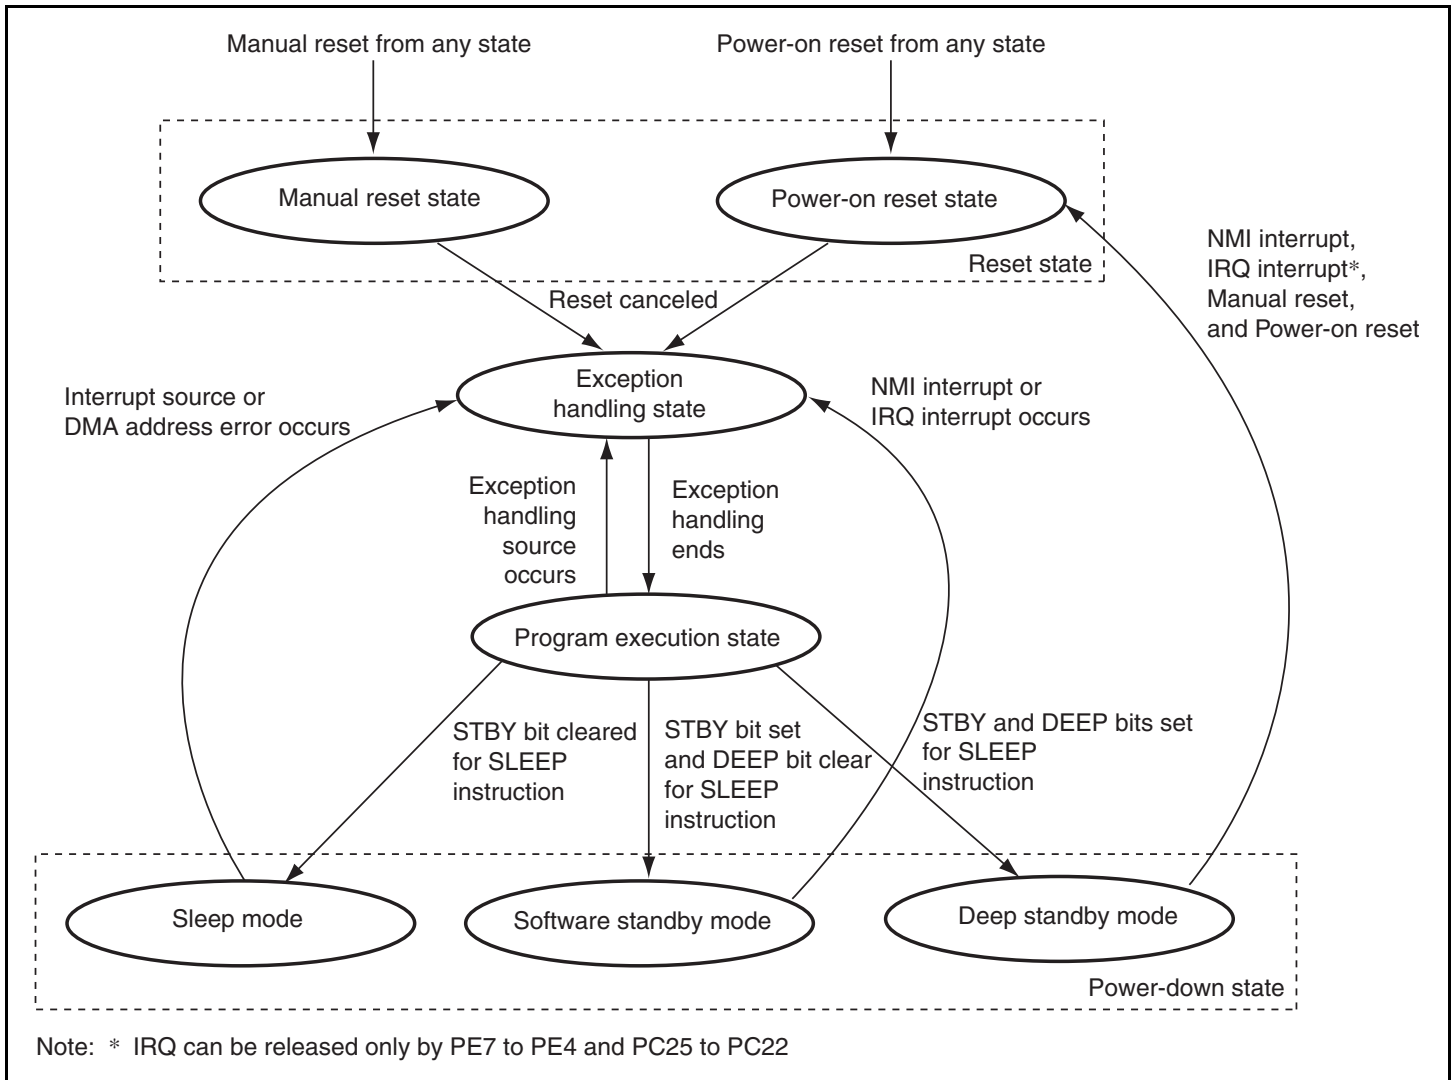 Manual reset from any state
Power-on reset from any state
Manual reset state
Power-on reset state
Reset state
NMI interrupt,
IRQ interrupt*,
Manual reset,
and Power-on reset
Reset canceled
Exception
handling state
Interrupt source or
DMA address error occurs
NMI interrupt or
IRQ interrupt occurs
Exception
handling
source
occurs
Exception
handling
ends
Program execution state
STBY bit cleared
for SLEEP
instruction
STBY bit set
and DEEP bit clear
for SLEEP
instruction
STBY and DEEP bits set
for SLEEP
instruction
Sleep mode
Software standby mode
Deep standby mode
Power-down state
Note: * IRQ can be released only by PE7 to PE4 and PC25 to PC22